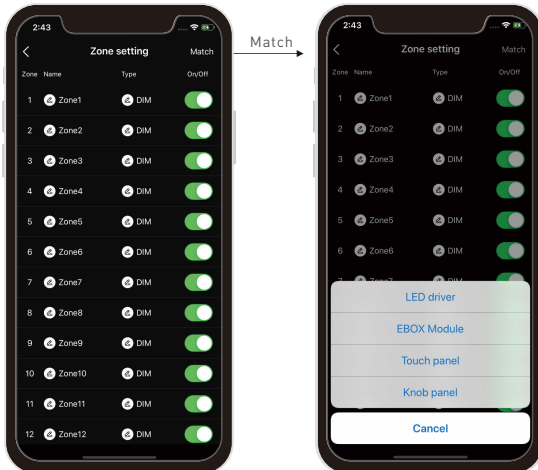 2:43
Zone setting Match
Zone Name Type On/Off
1 Zone1 DIM
2 Zone2 DIM
3 Zone3 DIM
4 Zone4 DIM
5 Zone5 DIM
6 Zone6 DIM
7 Zone7 DIM
8 Zone8 DIM
9 Zone9 DIM
10 Zone10 DIM
11 Zone11 DIM
12 Zone12 DIM
Match
2:43
Zone setting Match
Zone Name Type On/Off
1 Zone1 DIM
2 Zone2 DIM
3 Zone3 DIM
4 Zone4 DIM
5 Zone5 DIM
6 Zone6 DIM
7 Zone7 DIM
LED driver
EBOX Module
Touch panel
Knob panel
Cancel